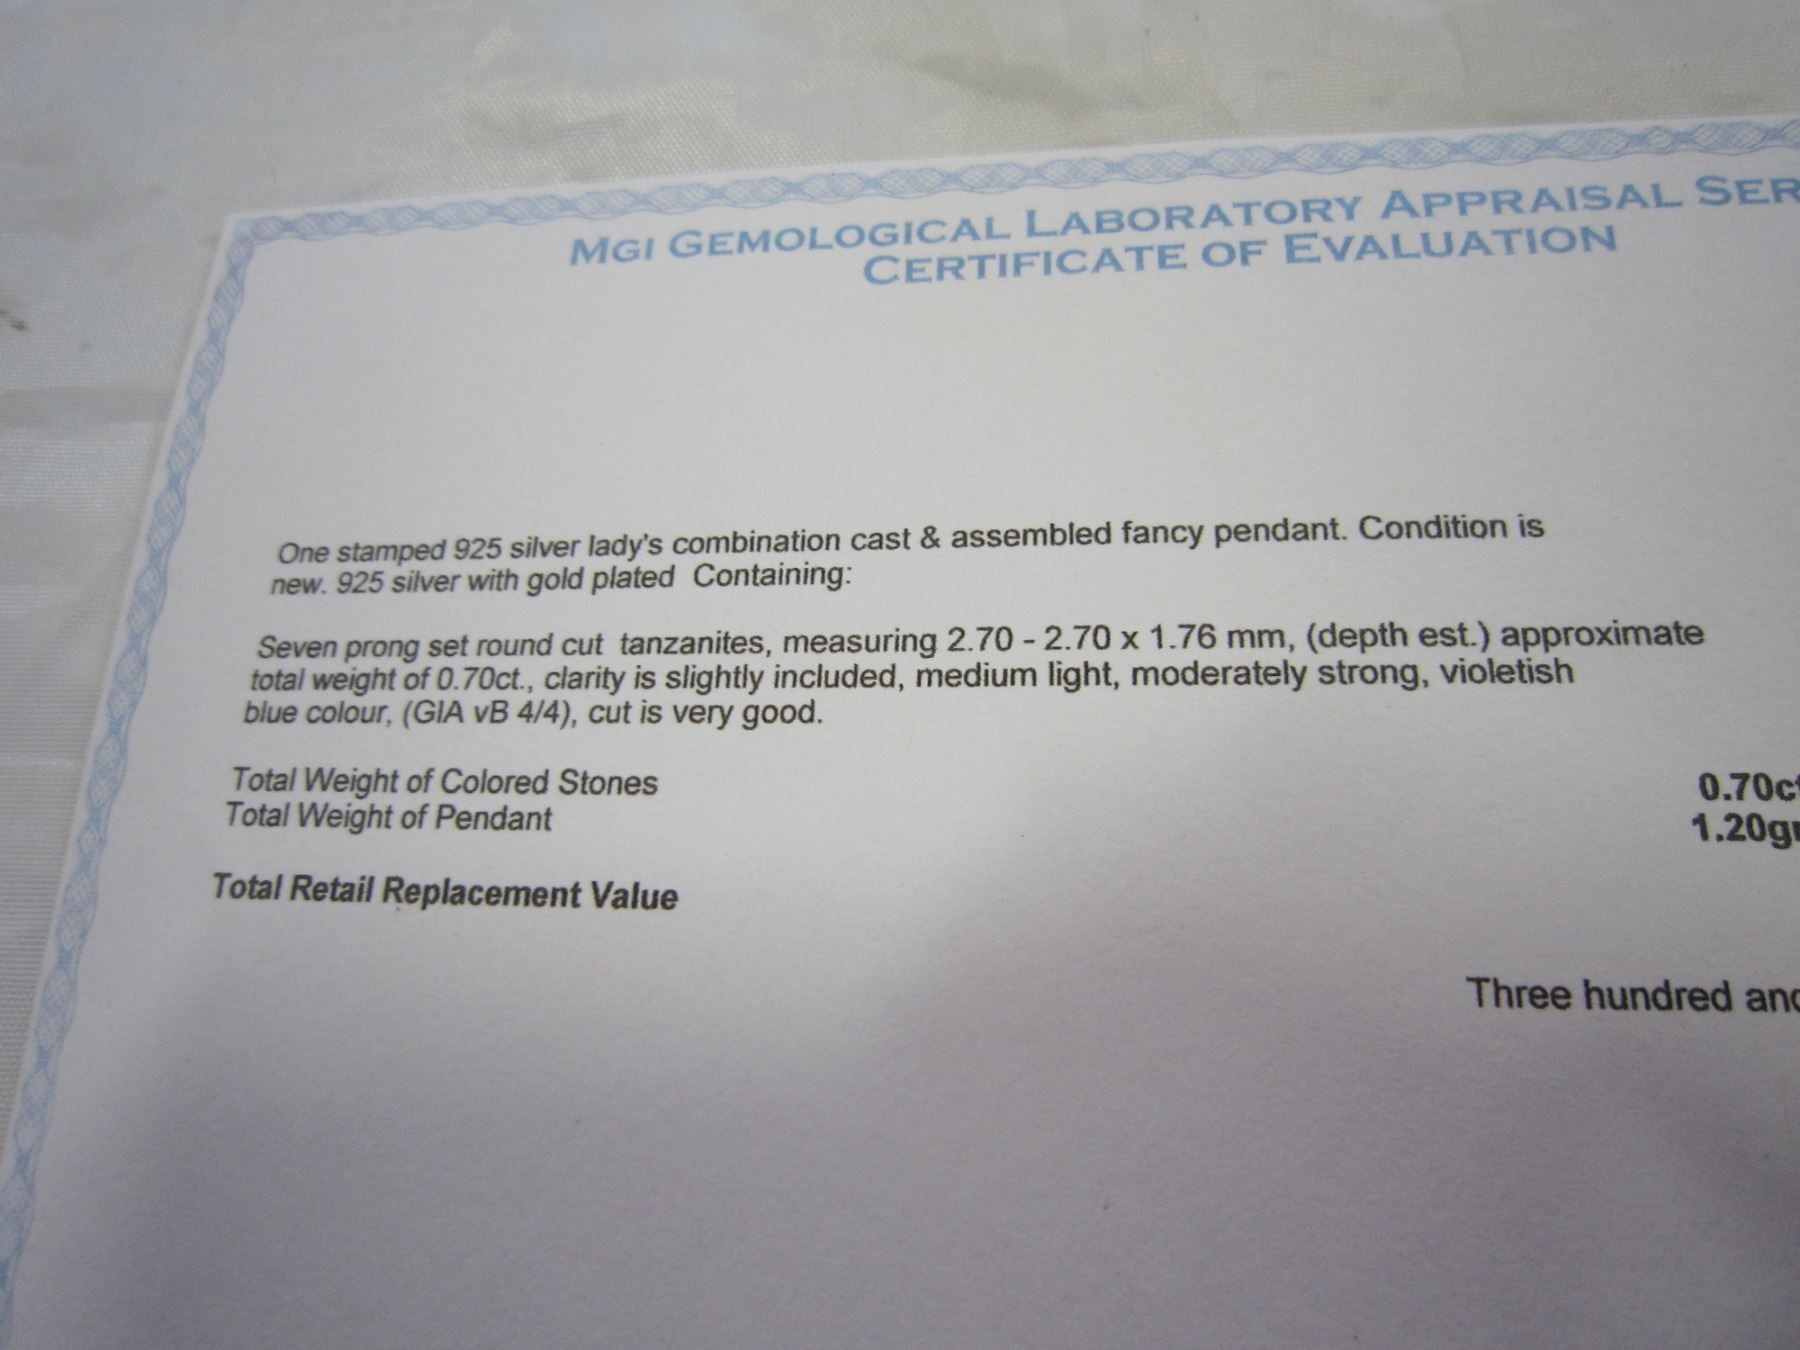 MGI GEMOLOGICAL LABORATORY APPRAISAL SER
CERTIFICATE OF EVALUATION
One stamped 925 silver lady's combination cast & assembled fancy pendant. Condition is
new. 925 silver with gold plated Containing:
Seven prong set round cut tanzanites, measuring 2.70 - 2.70 x 1.76 mm, (depth est.) approximate
total weight of 0.70ct., clarity is slightly included, medium light, moderately strong, violetish
blue colour, (GIA vB 4/4), cut is very good.
Total Weight of Colored Stones 0.70ct
Total Weight of Pendant 1.20gr
Total Retail Replacement Value
Three hundred and